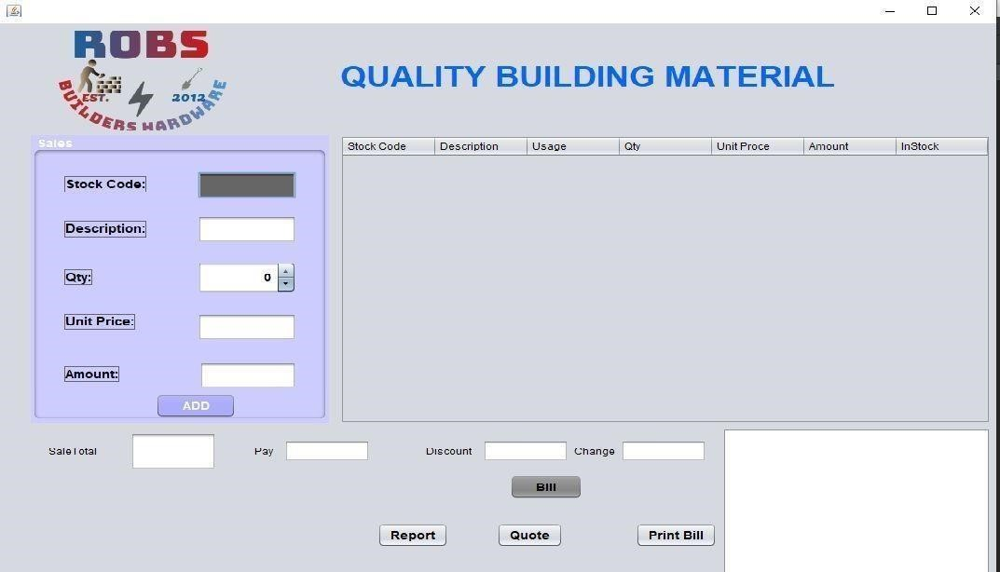 ROBS
EST. 2012
BUILDERS HARDWARE
QUALITY BUILDING MATERIAL
Sales
Stock Code:
Description:
Qty: 0
Unit Price:
Amount:
ADD
Stock Code Description Usage Qty Unit Proce Amount InStock
SaleTotal Pay Discount Change
Bill
Report Quote Print Bill